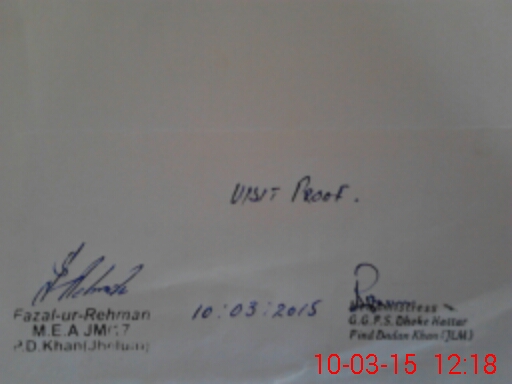 VISIT PROOF.
Fazal-ur-Rehman
M.E.A JM
P.D.Khan(Jhelum)
10:03:2015
G.G.P.S. Dhoke Kattar
Pind Dadan Khan (JLM)
10-03-15 12:18